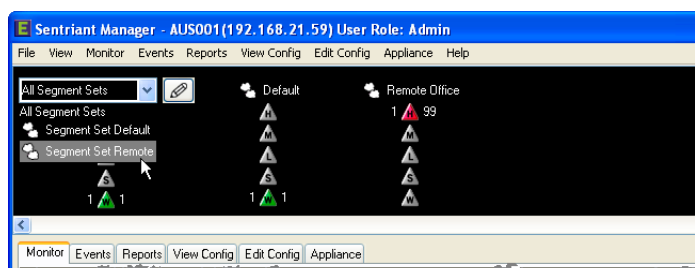 E Sentriant Manager - AUS001(192.168.21.59) User Role: Admin
File View Monitor Events Reports View Config Edit Config Appliance Help
All Segment Sets Default Remote Office
All Segment Sets H 1 H 99
Segment Set Default M M
Segment Set Remote L L
S S S
1 W 1 1 W 1 W
Monitor Events Reports View Config Edit Config Appliance